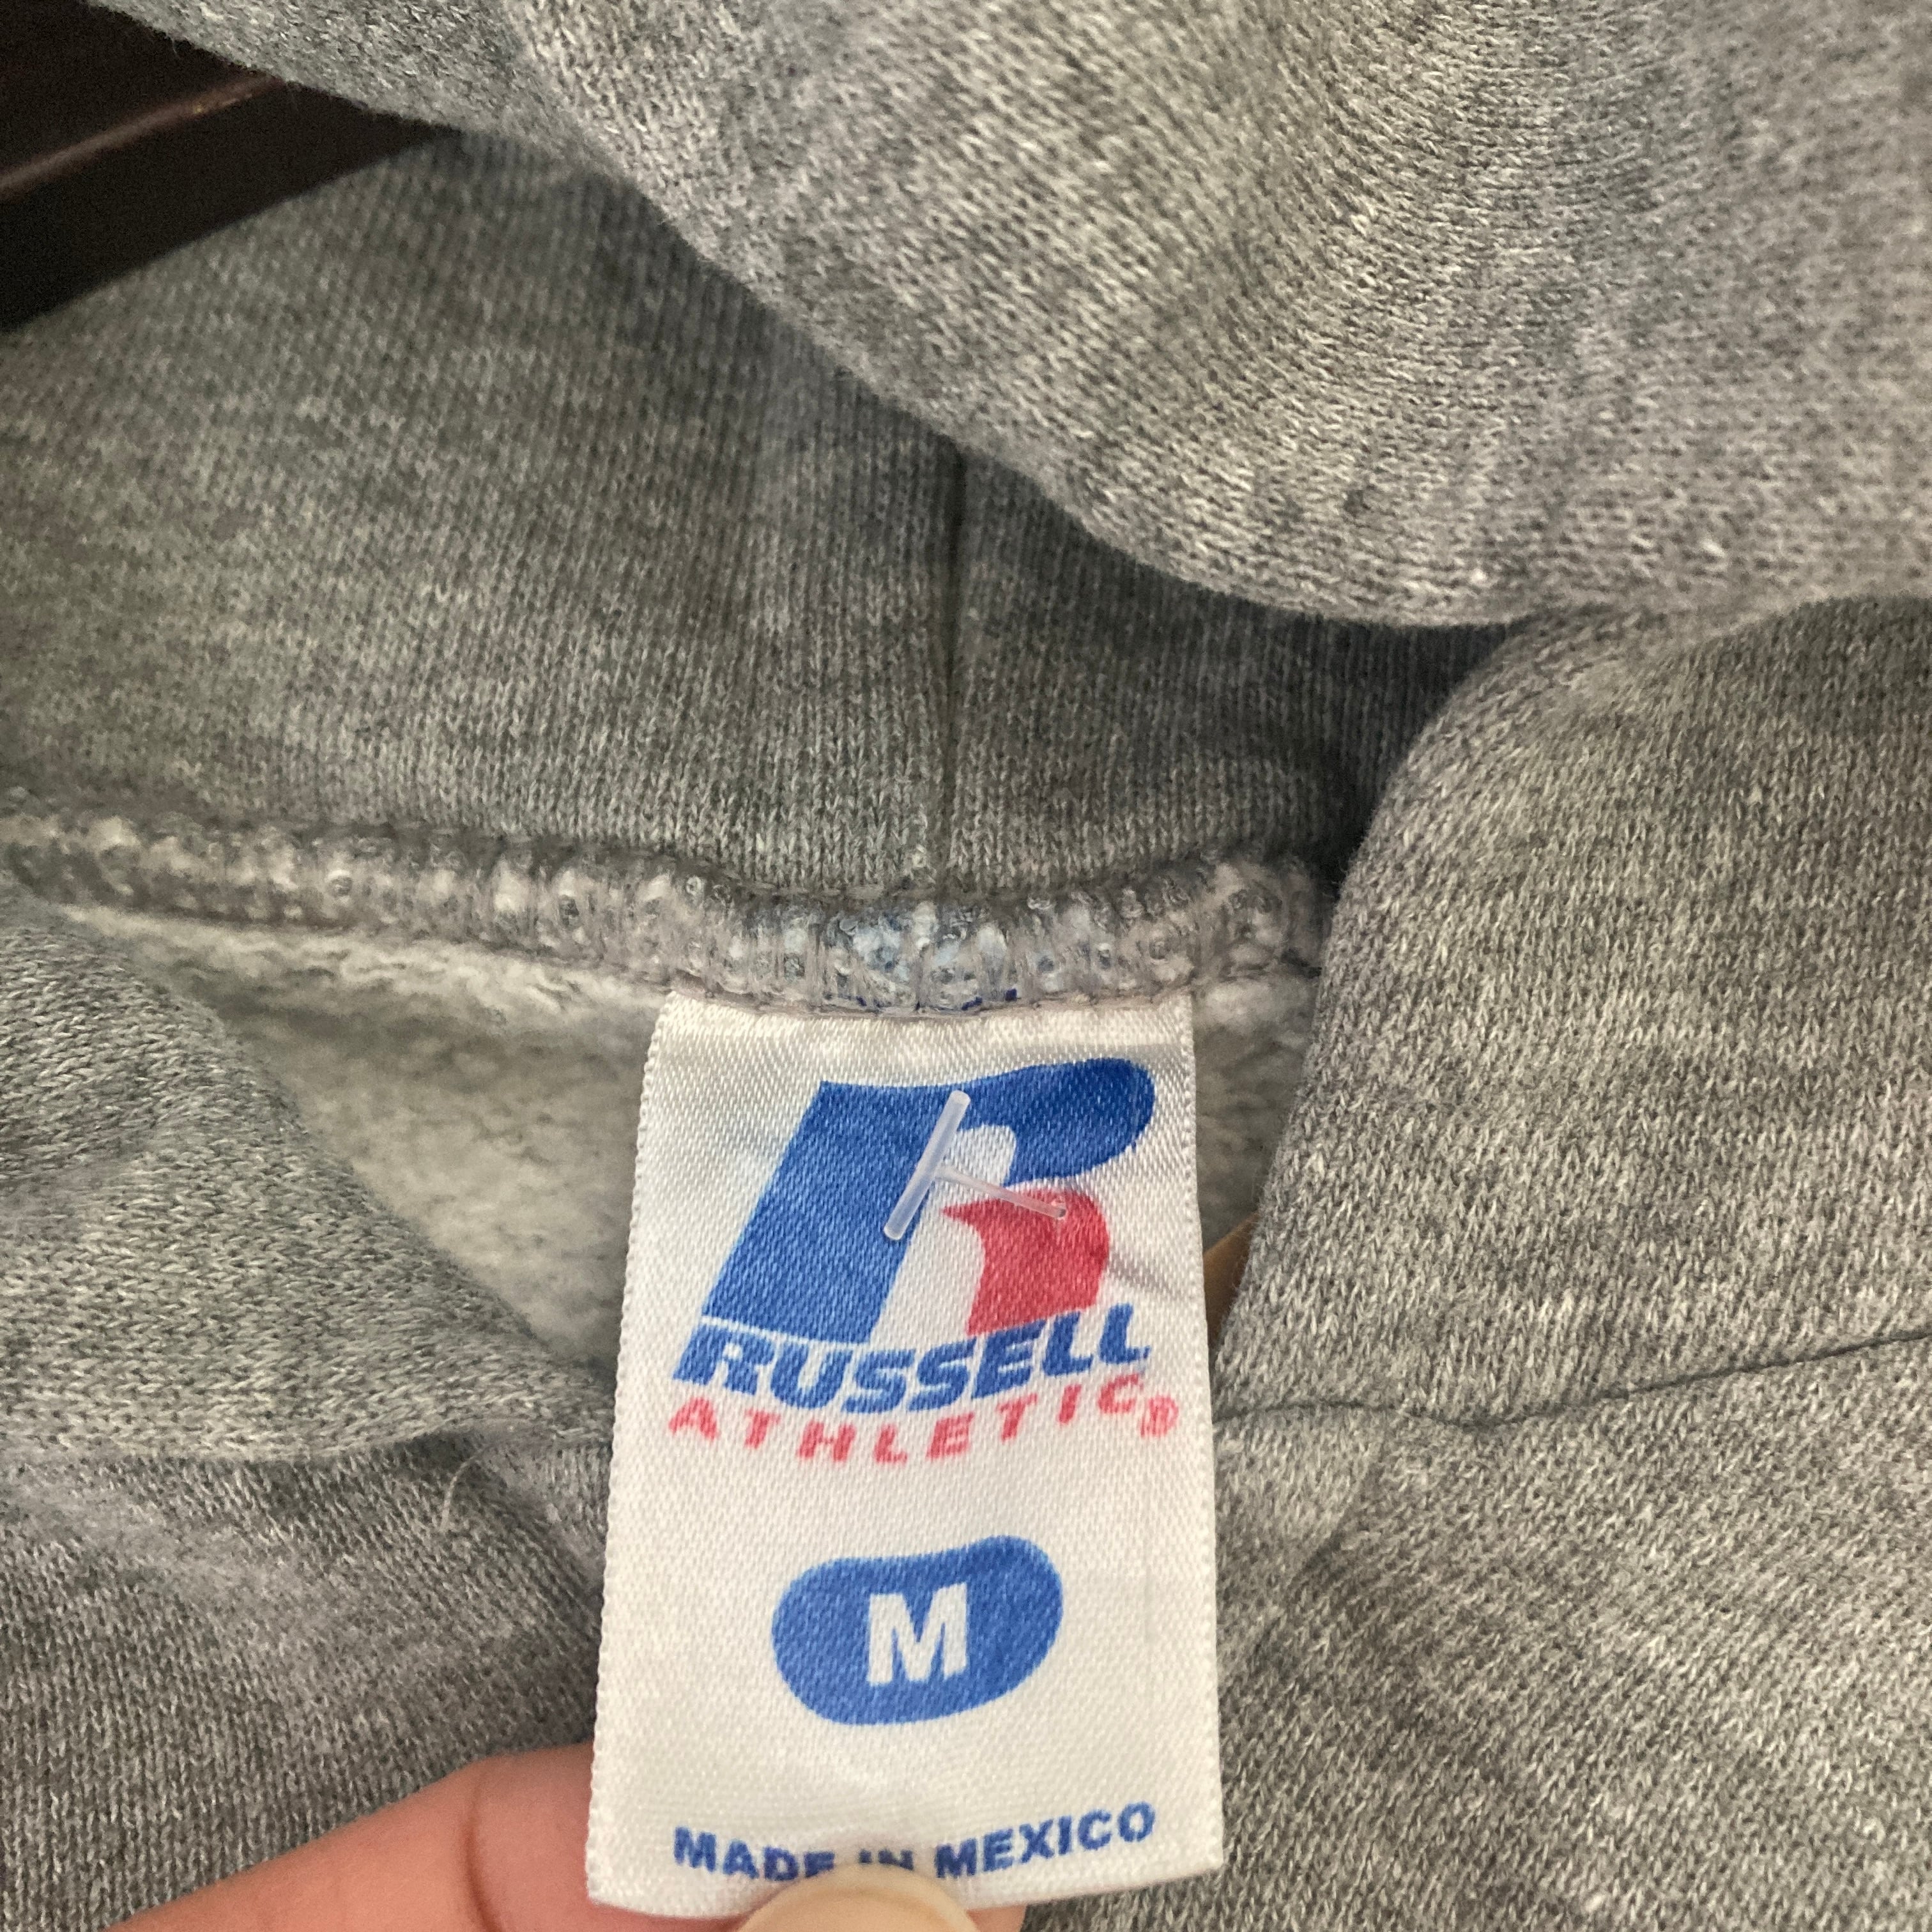 RUSSELL
ATHLETIC®
M
MADE IN MEXICO